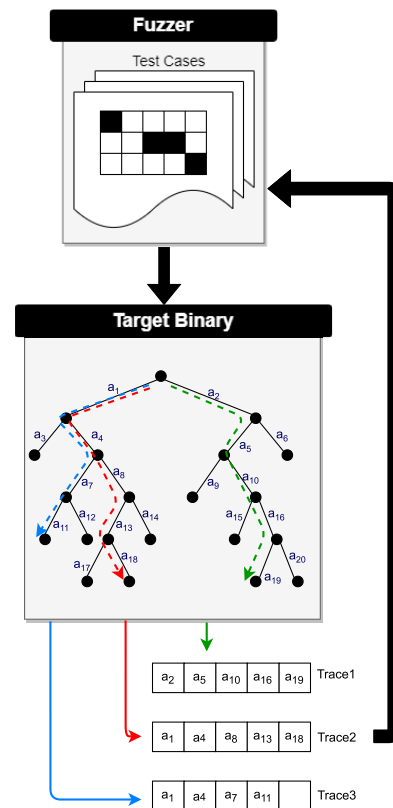 Fuzzer
Test Cases
Target Binary
a1 a2
a3 a4 a5 a6
a7 a8 a9 a10
a11 a12 a13 a14 a15 a16
a17 a18 a19 a20
a2 a5 a10 a16 a19 Trace1
a1 a4 a8 a13 a18 Trace2
a1 a4 a7 a11 Trace3